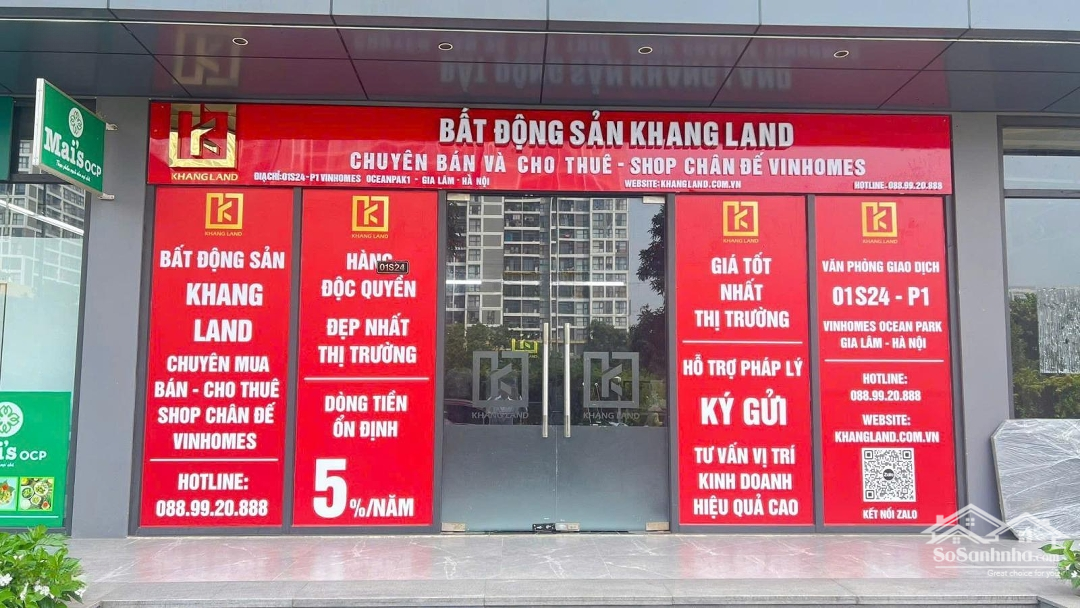 BẤT ĐỘNG SẢN KHANG LAND
CHUYÊN BÁN VÀ CHO THUÊ - SHOP CHÂN ĐẾ VINHOMES
KHANG LAND
ĐỊA CHỈ: 01S24 - P1 VINHOMES OCEANPAK1 - GIA LÂM - HÀ NỘI
WEBSITE: KHANGLAND.COM.VN
HOTLINE: 088.99.20.888
Mai's OCP
KHANG LAND
BẤT ĐỘNG SẢN
KHANG
LAND
CHUYÊN MUA
BÁN - CHO THUÊ
SHOP CHÂN ĐẾ
VINHOMES
HOTLINE:
088.99.20.888
KHANG LAND
HÀNG
01S24
ĐỘC QUYỀN
ĐẸP NHẤT
THỊ TRƯỜNG
DÒNG TIỀN
ỔN ĐỊNH
5%/NĂM
KHANG LAND
KHANG LAND
KHANG LAND
GIÁ TỐT
NHẤT
THỊ TRƯỜNG
HỖ TRỢ PHÁP LÝ
KÝ GỬI
TƯ VẤN VỊ TRÍ
KINH DOANH
HIỆU QUẢ CAO
KHANG LAND
VĂN PHÒNG GIAO DỊCH
01S24 - P1
VINHOMES OCEAN PARK
GIA LÂM - HÀ NỘI
HOTLINE:
088.99.20.888
WEBSITE:
KHANGLAND.COM.VN
Zalo
KẾT NỐI ZALO
OCP
SoSanhnha.com
Great choice for you